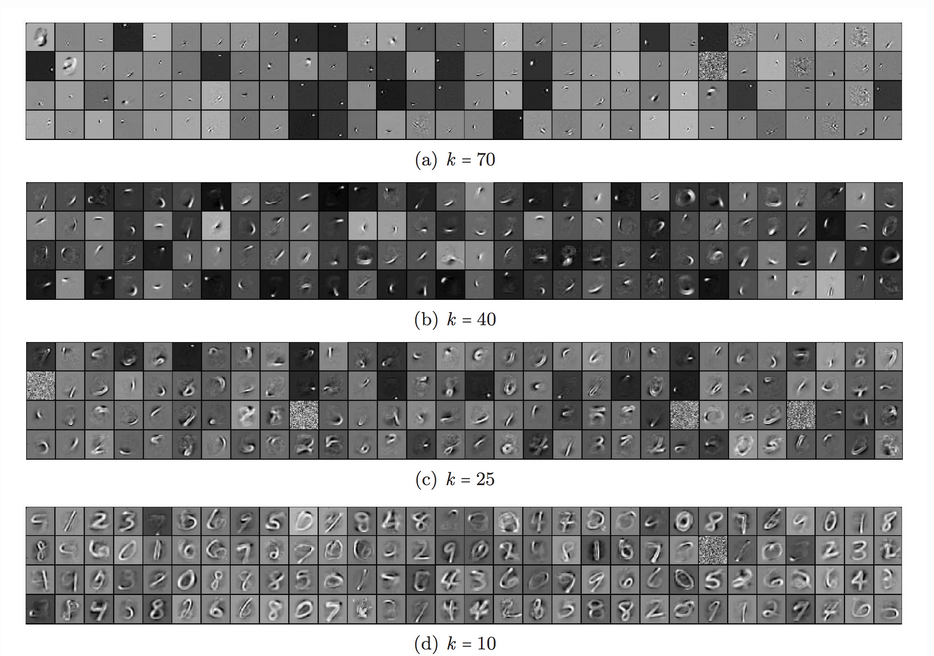 (a) k = 70
(b) k = 40
(c) k = 25
(d) k = 10